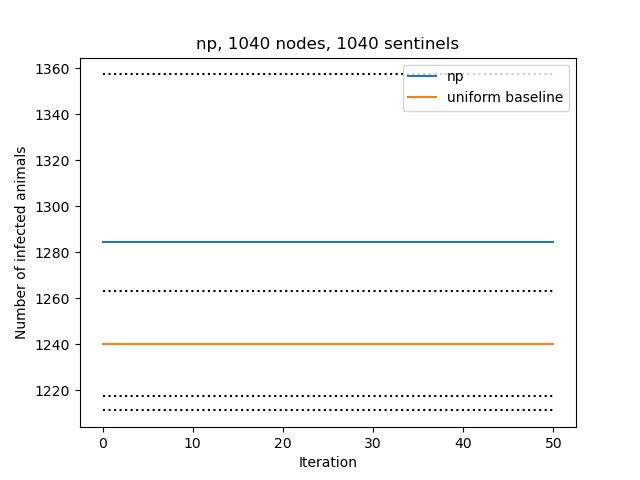 np, 1040 nodes, 1040 sentinels
1360
1340
1320
1300
1280
1260
1240
1220
Number of infected animals
np
uniform baseline
0
10
20
30
40
50
Iteration